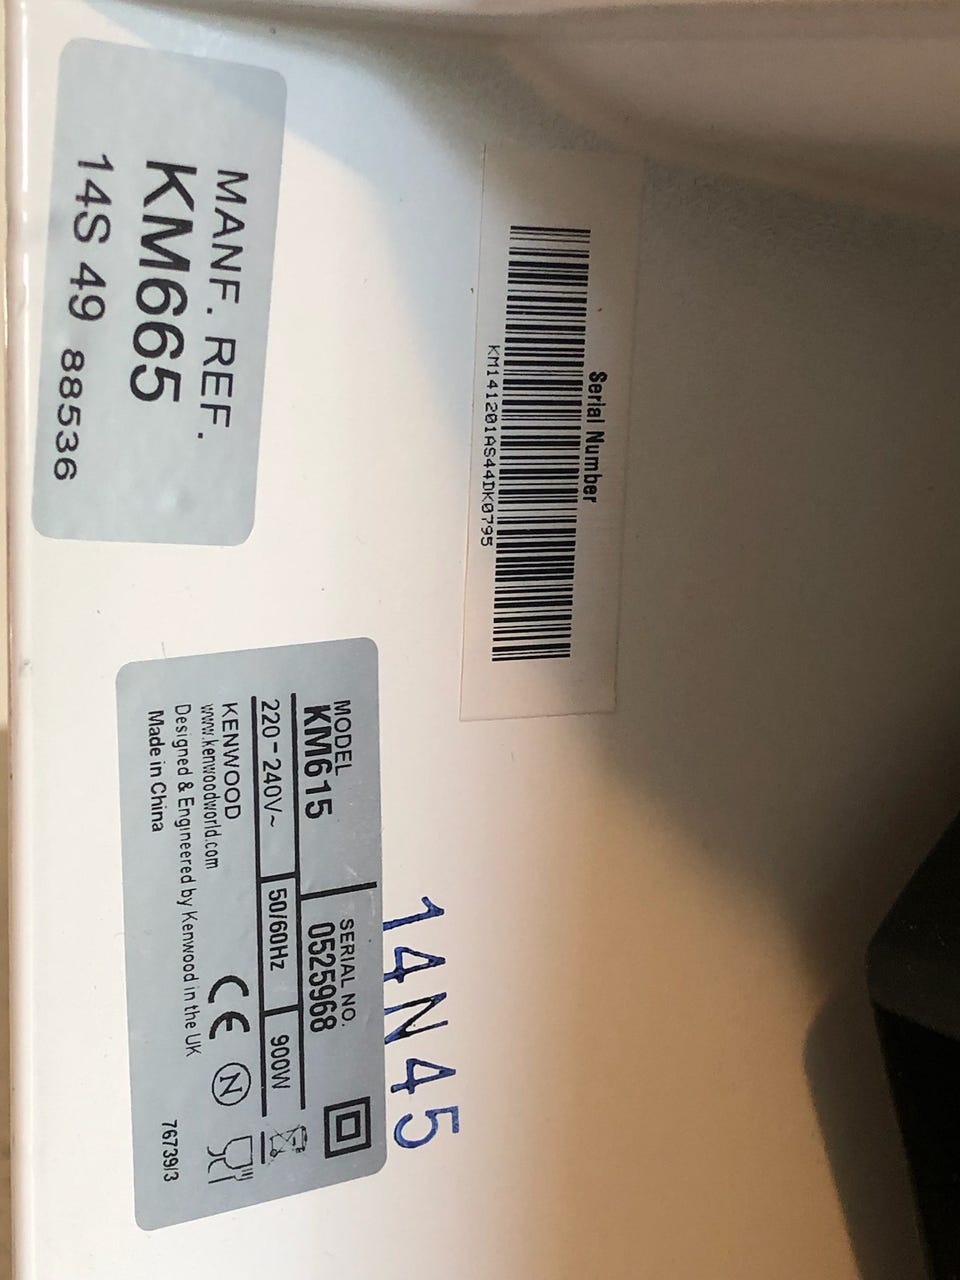 MANF. REF.
KM665
14S 49 88536
Serial Number
KM141201AS44DK0795
14N45
MODEL
KM615
SERIAL NO.
0525968
220-240V~ 50/60Hz 900W
KENWOOD
www.kenwoodworld.com
Designed & Engineered by Kenwood in the UK
Made in China
CE N
76739/3